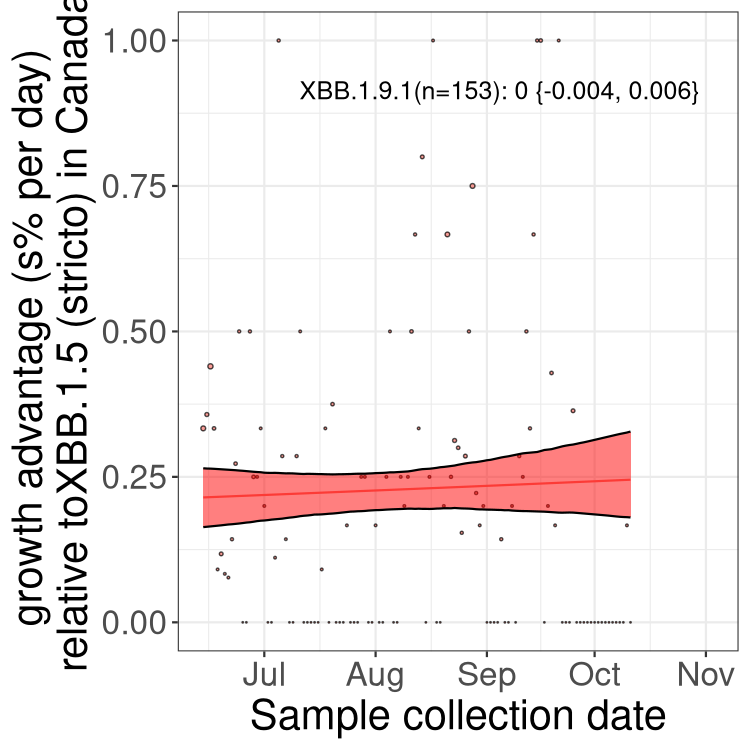 growth advantage (s% per day)
relative toXBB.1.5 (stricto) in Canada
1.00
XBB.1.9.1(n=153): 0 {-0.004, 0.006}
0.75
0.50
0.25
0.00
Jul Aug Sep Oct Nov
Sample collection date